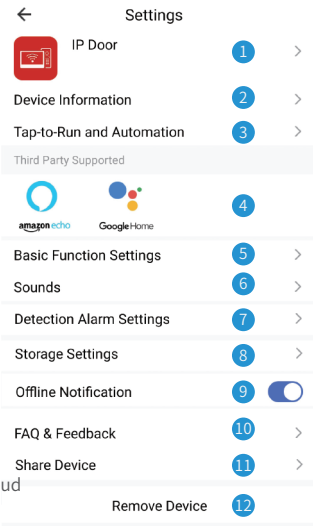 ← Settings
IP Door 1 >
Device Information 2 >
Tap-to-Run and Automation 3 >
Third Party Supported
4
amazon echo Google Home
Basic Function Settings 5 >
Sounds 6 >
Detection Alarm Settings 7 >
Storage Settings 8 >
Offline Notification 9
FAQ & Feedback 10 >
Share Device 11 >
ud
Remove Device 12